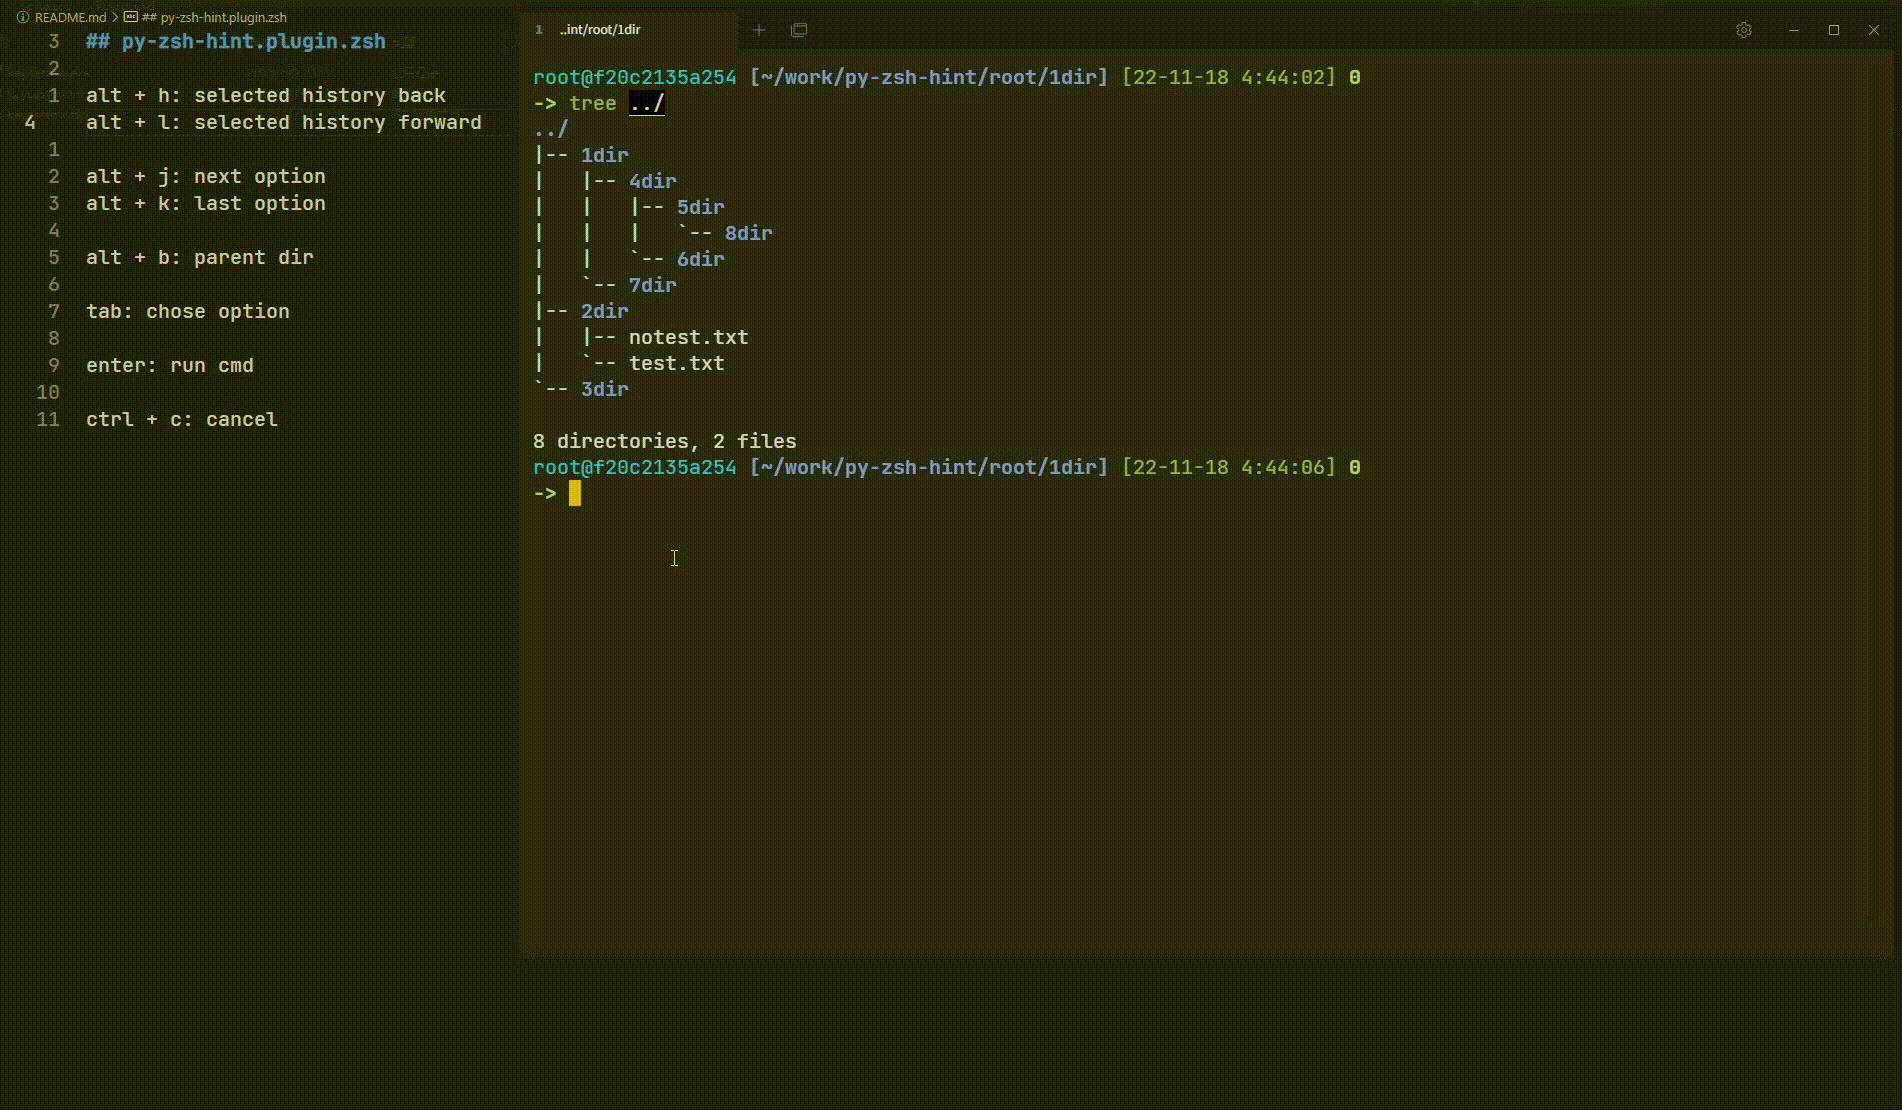 README.md > ## py-zsh-hint.plugin.zsh
3 ## py-zsh-hint.plugin.zsh
2
1 alt + h: selected history back
4 alt + l: selected history forward
1
2 alt + j: next option
3 alt + k: last option
4
5 alt + b: parent dir
6
7 tab: chose option
8
9 enter: run cmd
10
11 ctrl + c: cancel
1 ..int/root/1dir
root@f20c2135a254 [~/work/py-zsh-hint/root/1dir] [22-11-18 4:44:02] 0
-> tree ../
../
|-- 1dir
|   |-- 4dir
|   |   |-- 5dir
|   |   |   `-- 8dir
|   |   `-- 6dir
|   `-- 7dir
|-- 2dir
|   |-- notest.txt
|   `-- test.txt
`-- 3dir
8 directories, 2 files
root@f20c2135a254 [~/work/py-zsh-hint/root/1dir] [22-11-18 4:44:06] 0
->